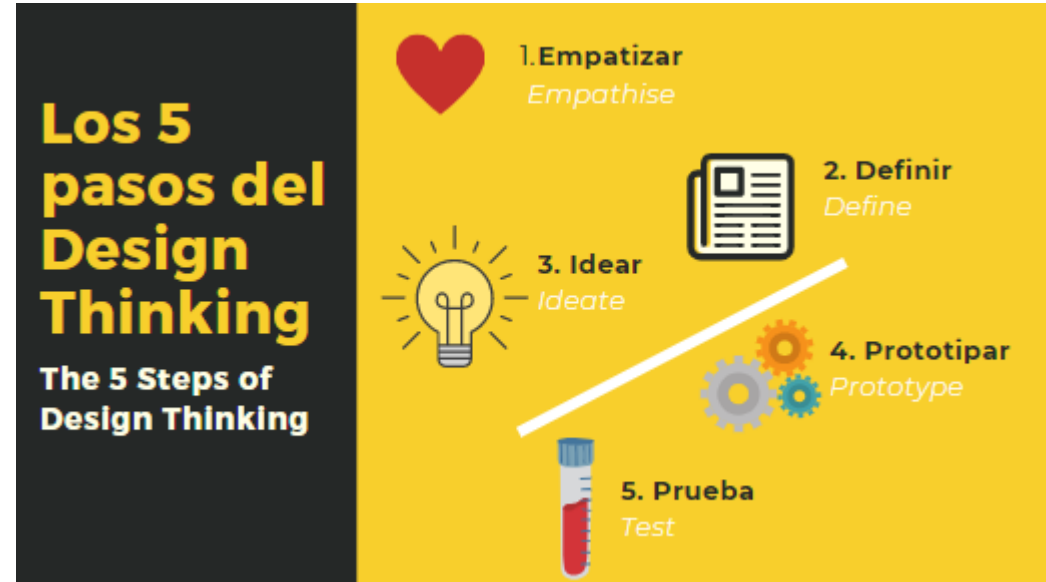 Los 5
pasos del
Design
Thinking
The 5 Steps of
Design Thinking
1.Empatizar
Empathise
2. Definir
Define
3. Idear
Ideate
4. Prototipar
Prototype
5. Prueba
Test